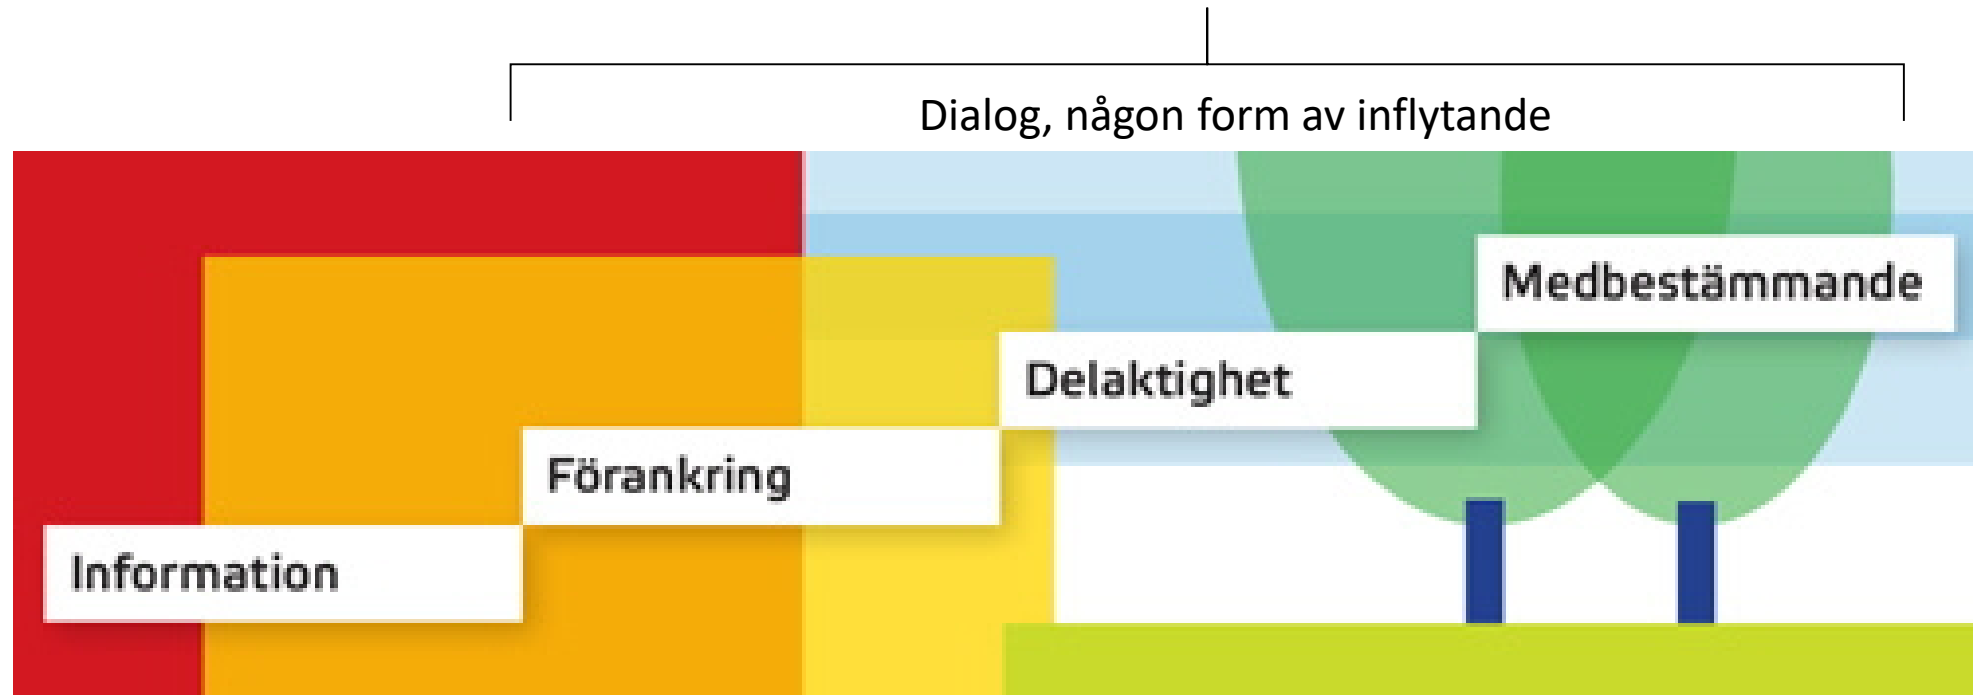 Dialog, någon form av inflytande
Medbestämmande
Delaktighet
Förankring
Information